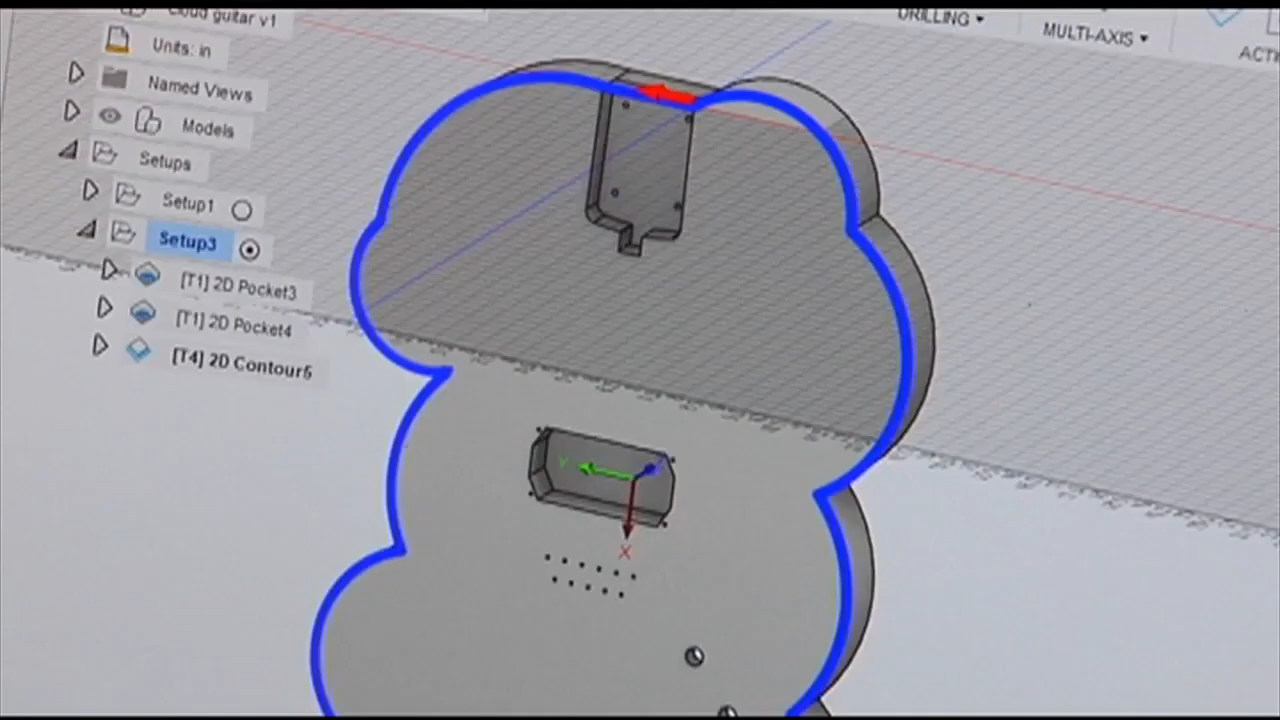 Cloud guitar v1
Units: in
Named Views
Models
Setups
Setup1
Setup3
[T1] 2D Pocket3
[T1] 2D Pocket4
[T4] 2D Contour5
DRILLING
MULTI-AXIS
ACTI
Y
X